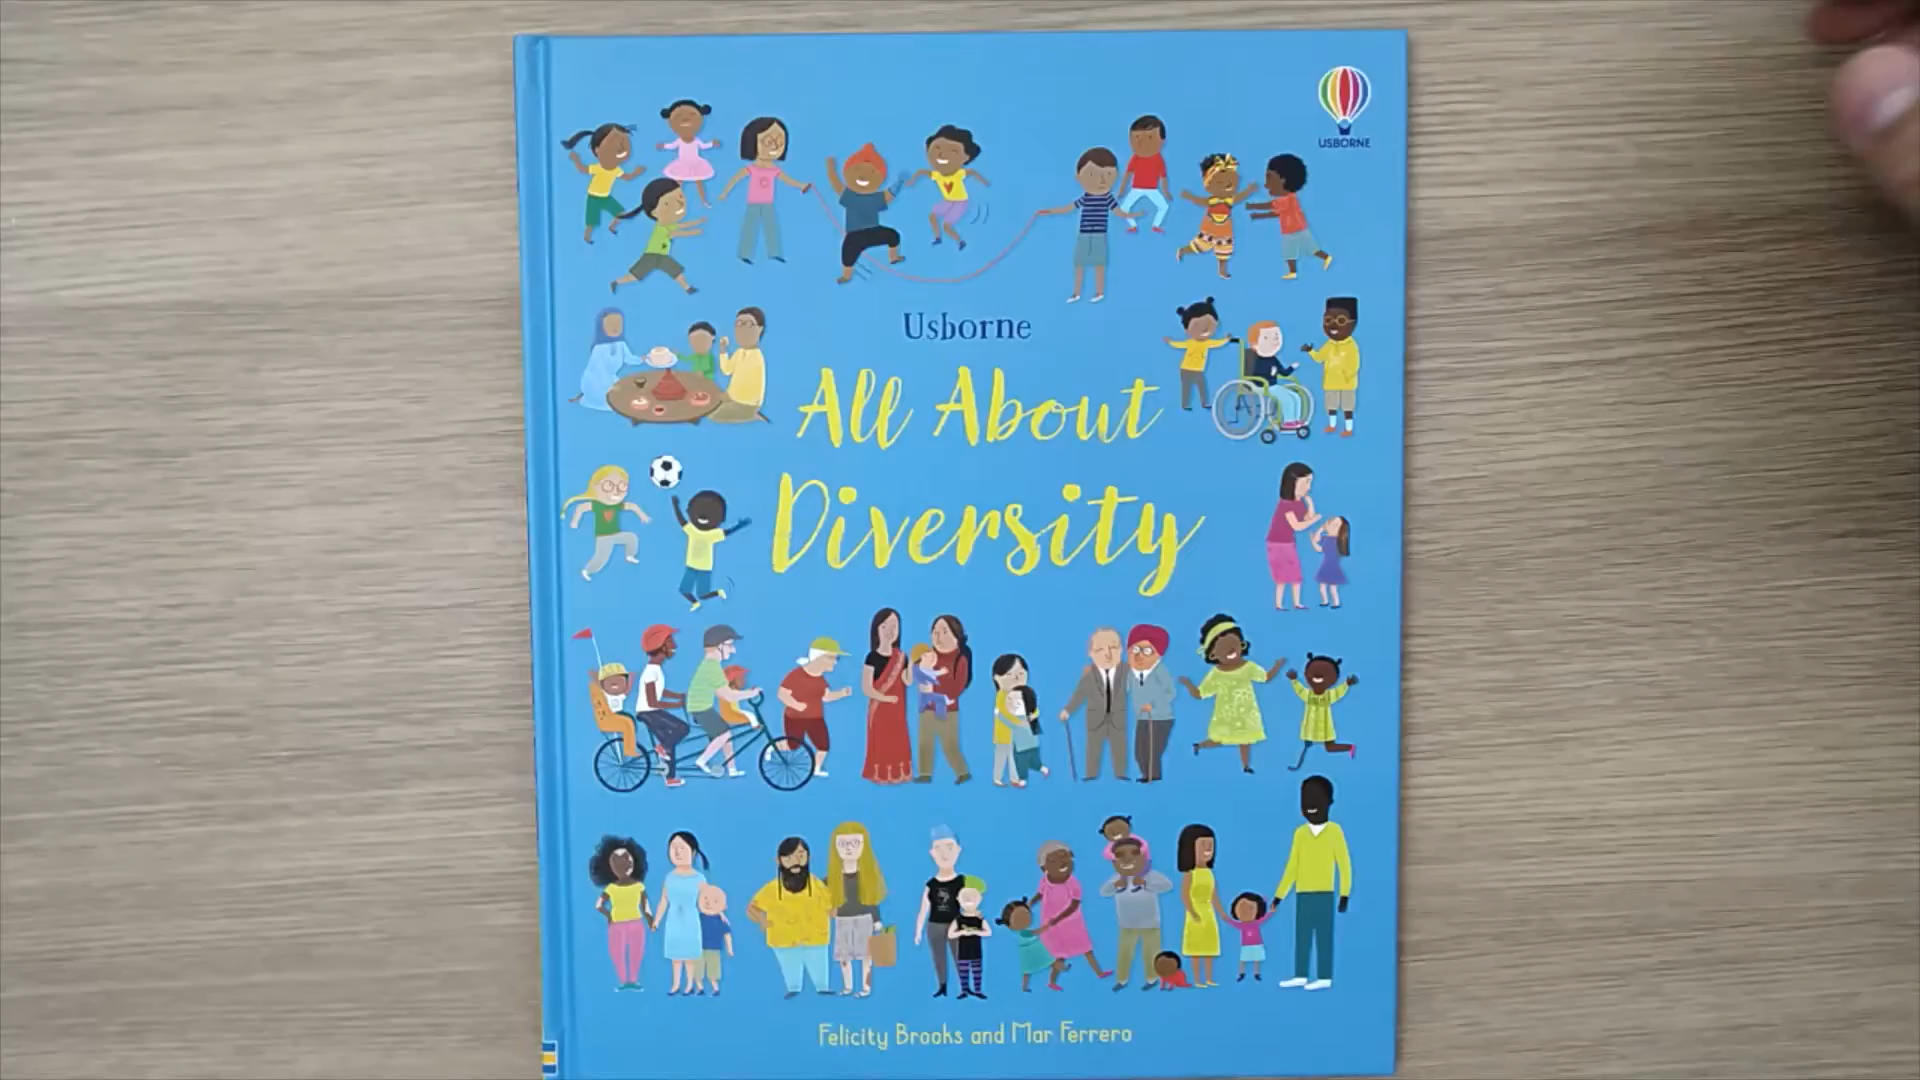 USBORNE
Usborne
All About
Diversity
Felicity Brooks and Mar Ferrero